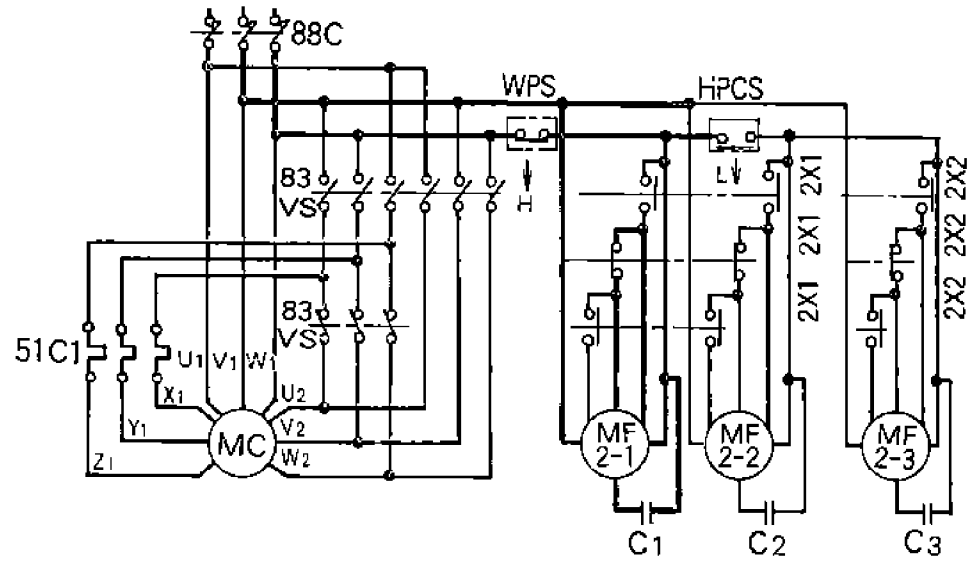 88C
WPS
HPCS
83
VS
H
L
2X1
2X1
2X1
2X2
2X2
2X2
83
VS
51C1
U1
V1
W1
X1
U2
Y1
MC
V2
Z1
W2
MF
2-1
MF
2-2
MF
2-3
C1
C2
C3